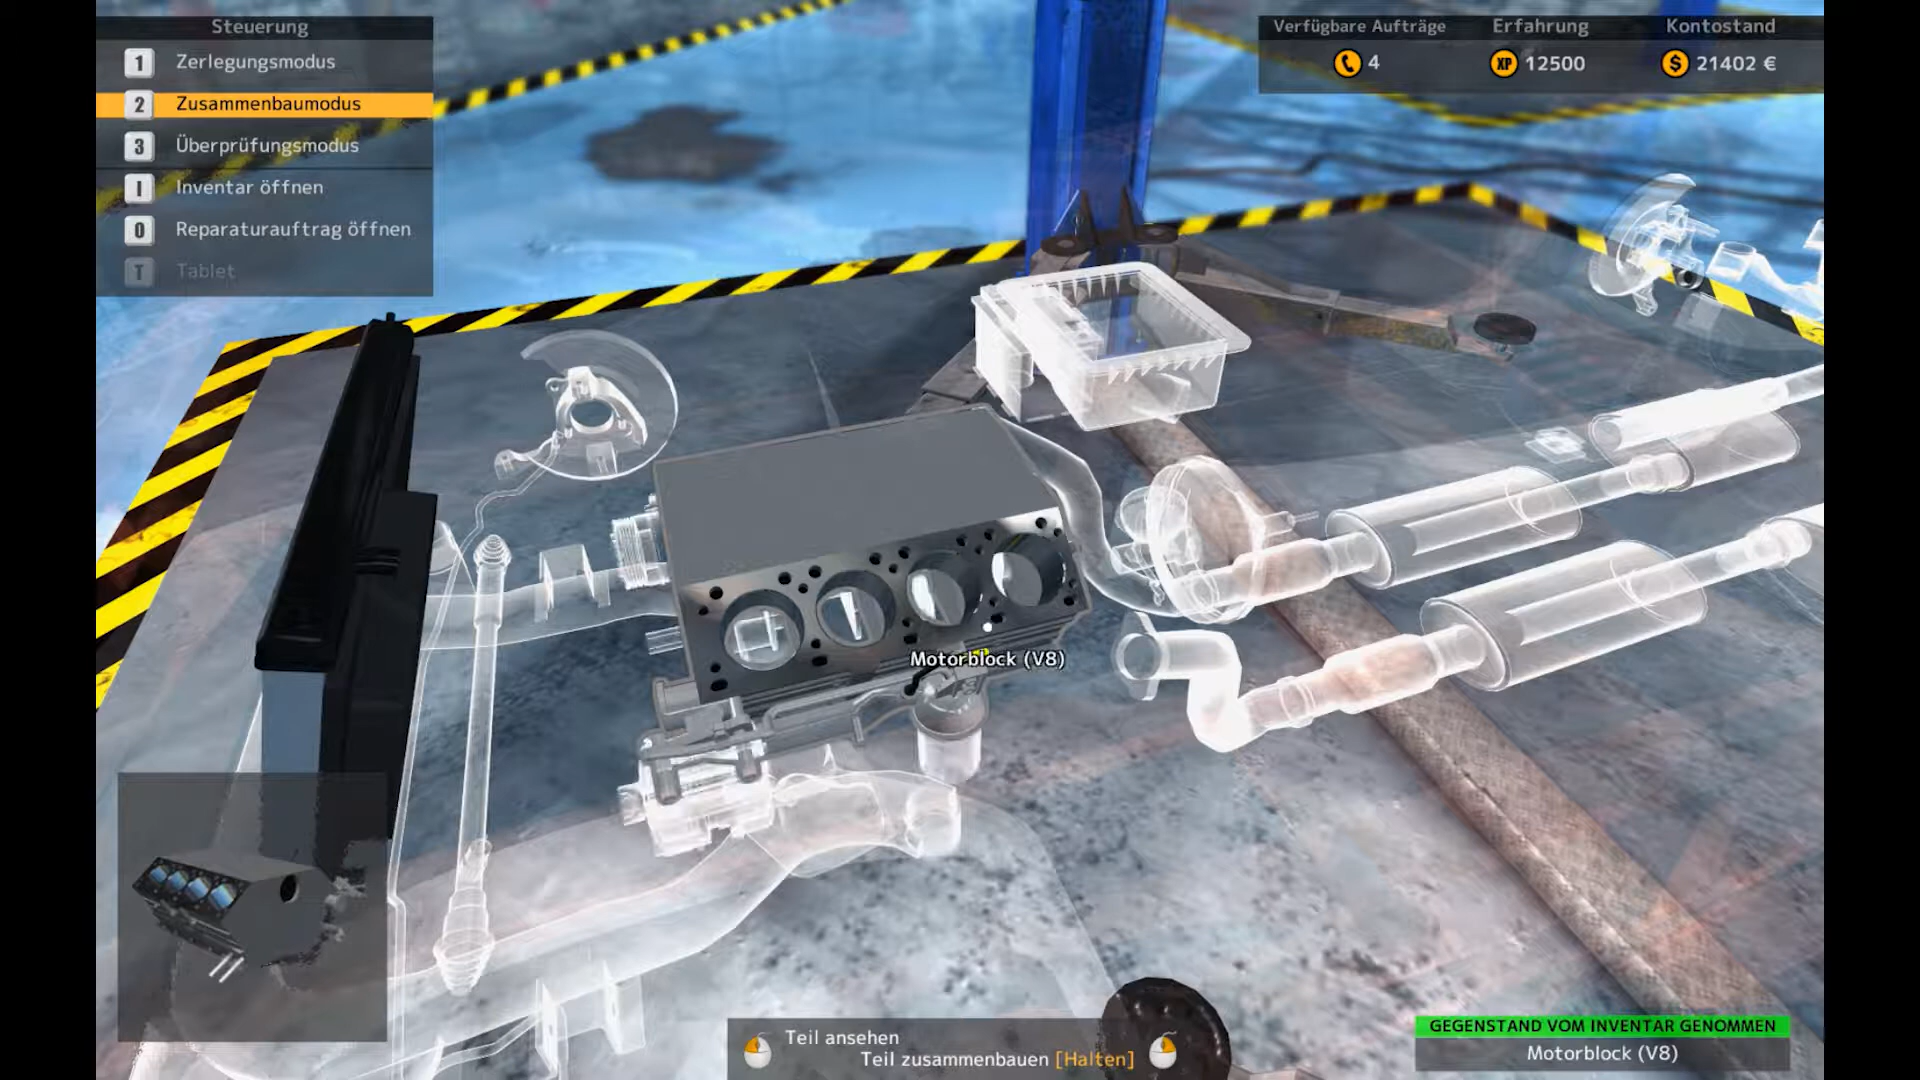 Steuerung
1 Zerlegungsmodus
2 Zusammenbaumodus
3 Überprüfungsmodus
I Inventar öffnen
O Reparaturauftrag öffnen
T Tablet
Verfügbare Aufträge Erfahrung Kontostand
4 XP 12500 $ 21402 €
Motorblock (V8)
Teil ansehen
Teil zusammenbauen [Halten]
GEGENSTAND VOM INVENTAR GENOMMEN
Motorblock (V8)